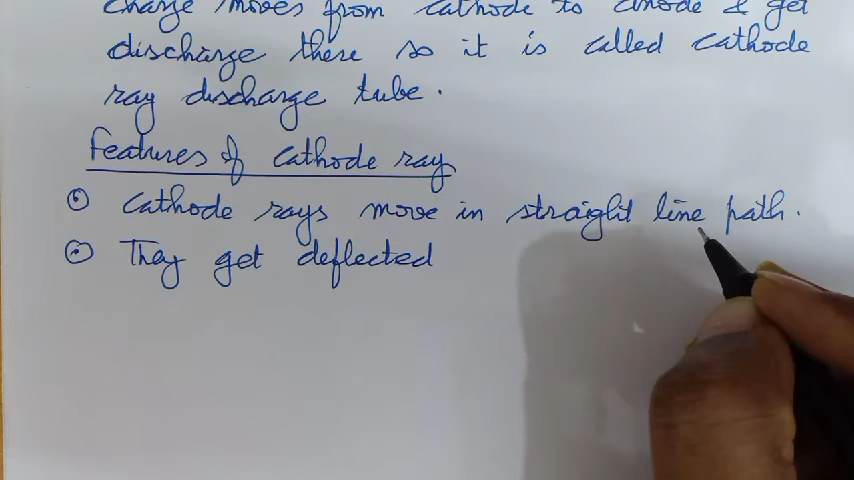 charge moves from cathode to anode & get
discharge there so it is called cathode
ray discharge tube.
Features of cathode ray
cathode rays move in straight line path.
They get deflected